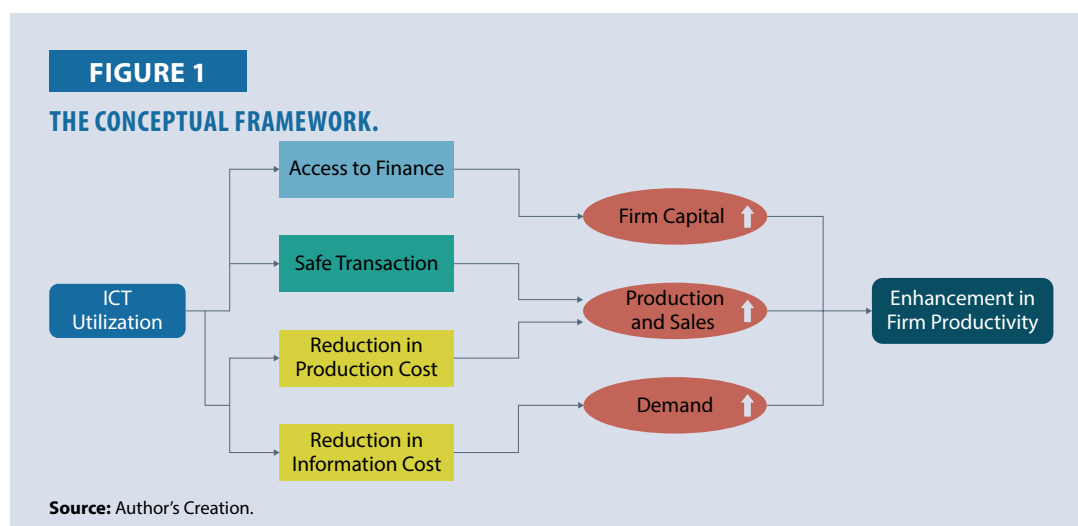 FIGURE 1
THE CONCEPTUAL FRAMEWORK.
Access to Finance
Firm Capital
Safe Transaction
ICT
Utilization
Production
and Sales
Enhancement in
Firm Productivity
Reduction in
Production Cost
Demand
Reduction in
Information Cost
Source: Author's Creation.